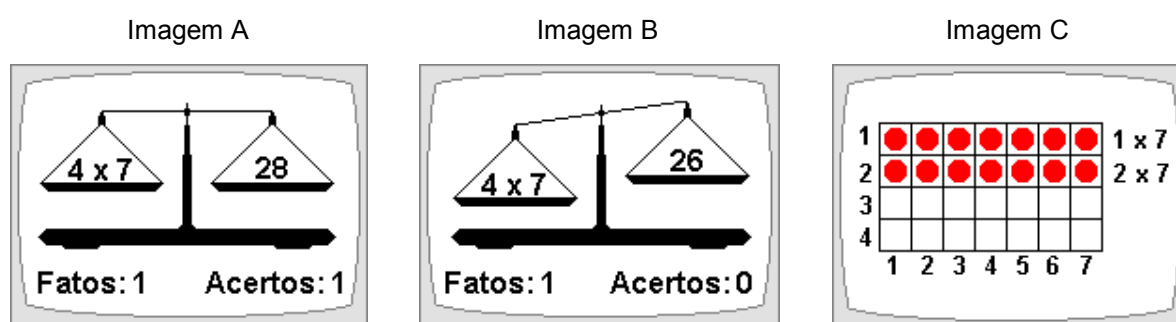 Imagem A
4 x 7
28
Fatos: 1 Acertos: 1
Imagem B
4 x 7
26
Fatos: 1 Acertos: 0
Imagem C
1 1 x 7
2 2 x 7
3
4
1 2 3 4 5 6 7